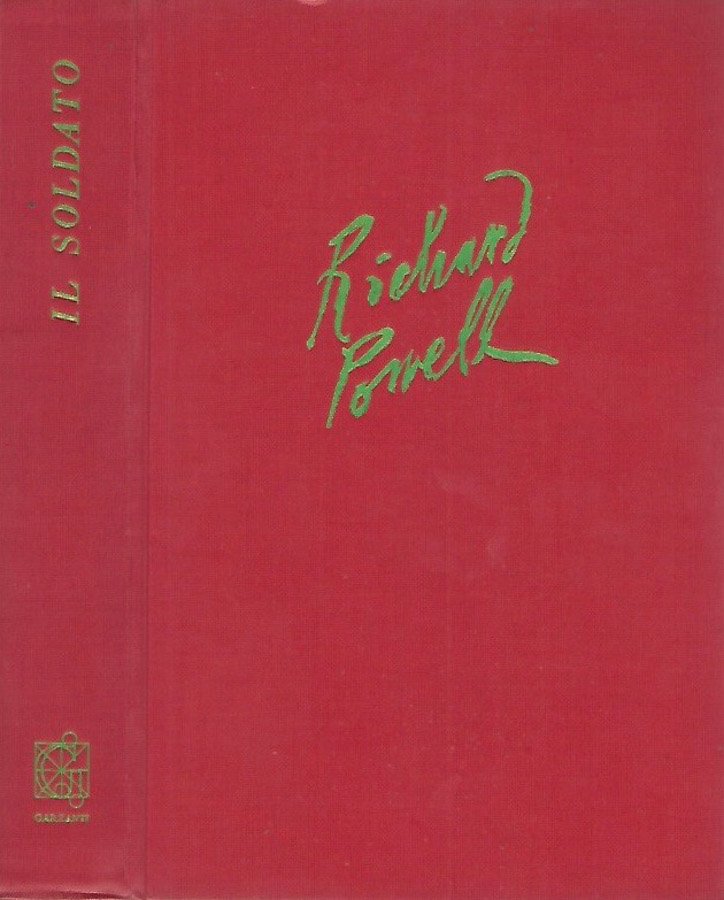 IL SOLDATO
GARZANTI
Richard
Powell